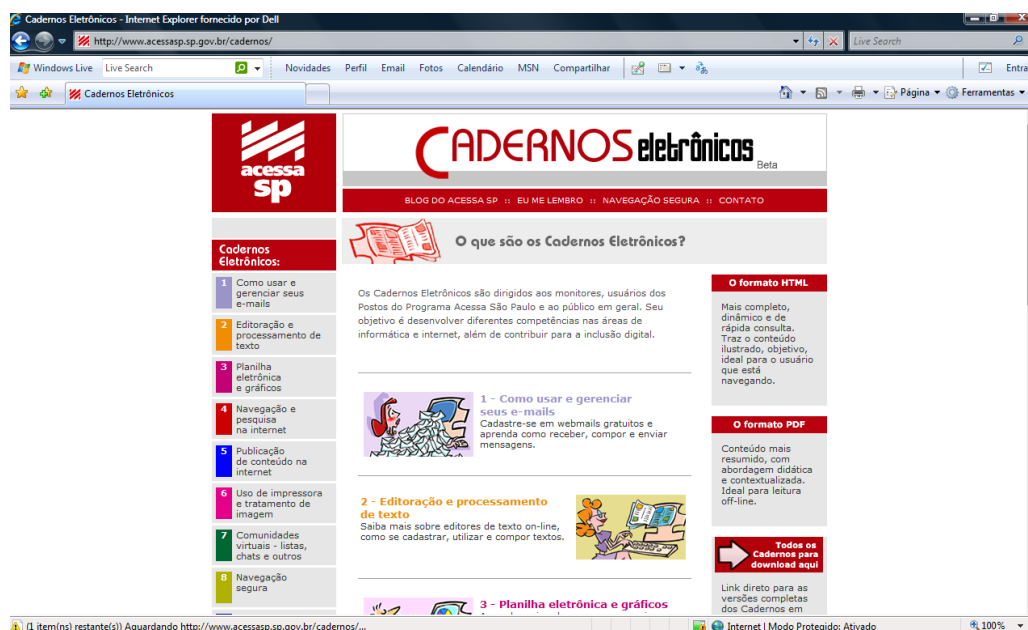 Cadernos Eletrônicos - Internet Explorer fornecido por Dell
http://www.acessasp.sp.gov.br/cadernos/
Live Search
Windows Live
Live Search
Novidades Perfil Email Fotos Calendário MSN Compartilhar
Entra
Cadernos Eletrônicos
Página
Ferramentas
acessa
sp
CADERNOS eletrônicos
Beta
BLOG DO ACESSA SP :: EU ME LEMBRO :: NAVEGAÇÃO SEGURA :: CONTATO
Cadernos
Eletrônicos:
1 Como usar e
gerenciar seus
e-mails
2 Editoração e
processamento de
texto
3 Planilha
eletrônica
e gráficos
4 Navegação e
pesquisa
na internet
5 Publicação
de conteúdo na
internet
6 Uso de impressora
e tratamento de
imagem
7 Comunidades
virtuais - listas,
chats e outros
8 Navegação
segura
O que são os Cadernos Eletrônicos?
Os Cadernos Eletrônicos são dirigidos aos monitores, usuários dos
Postos do Programa Acessa São Paulo e ao público em geral. Seu
objetivo é desenvolver diferentes competências nas áreas de
informática e internet, além de contribuir para a inclusão digital.
1 - Como usar e gerenciar
seus e-mails
Cadastre-se em webmails gratuitos e
aprenda como receber, compor e enviar
mensagens.
2 - Editoração e processamento
de texto
Saiba mais sobre editores de texto on-line,
como se cadastrar, utilizar e compor textos.
3 - Planilha eletrônica e gráficos
O formato HTML
Mais completo,
dinâmico e de
rápida consulta.
Traz o conteúdo
ilustrado, objetivo,
ideal para o usuário
que está
navegando.
O formato PDF
Conteúdo mais
resumido, com
abordagem didática
e contextualizada.
Ideal para leitura
off-line.
Todos os
Cadernos para
download aqui
Link direto para as
versões completas
dos Cadernos em
(1 item(ns) restante(s)) Aguardando http://www.acessasp.sp.gov.br/cadernos/...
Internet | Modo Protegido: Ativado
100%